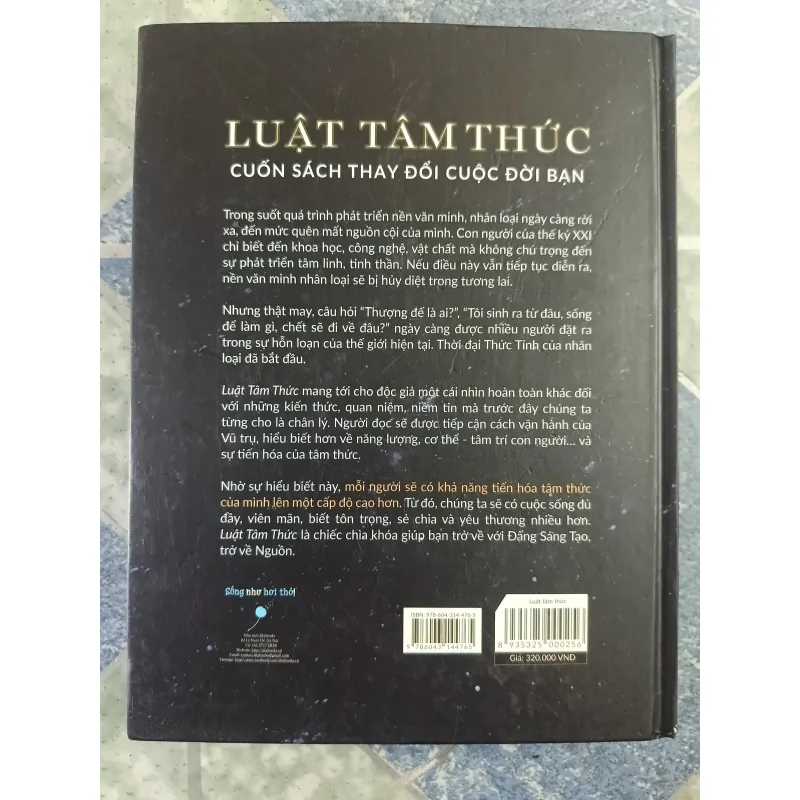 LUẬT TÂM THỨC
CUỐN SÁCH THAY ĐỔI CUỘC ĐỜI BẠN
Trong suốt quá trình phát triển nền văn minh, nhân loại ngày càng rời
xa, đến mức quên mất nguồn cội của mình. Con người của thế kỷ XXI
chỉ biết đến khoa học, công nghệ, vật chất mà không chú trọng đến
sự phát triển tâm linh, tinh thần. Nếu điều này vẫn tiếp tục diễn ra,
nền văn minh nhân loại sẽ bị hủy diệt trong tương lai.
Nhưng thật may, câu hỏi “Thượng đế là ai?”, “Tôi sinh ra từ đâu, sống
để làm gì, chết sẽ đi về đâu?” ngày càng được nhiều người đặt ra
trong sự hỗn loạn của thế giới hiện tại. Thời đại Thức Tỉnh của nhân
loại đã bắt đầu.
Luật Tâm Thức mang tới cho độc giả một cái nhìn hoàn toàn khác đối
với những kiến thức, quan niệm, niềm tin mà trước đây chúng ta
từng cho là chân lý. Người đọc sẽ được tiếp cận cách vận hành của
Vũ trụ, hiểu biết hơn về năng lượng, cơ thể - tâm trí con người... và
sự tiến hóa của tâm thức.
Nhờ sự hiểu biết này, mỗi người sẽ có khả năng tiến hóa tâm thức
của mình lên một cấp độ cao hơn. Từ đó, chúng ta sẽ có cuộc sống đủ
đầy, viên mãn, biết tôn trọng, sẻ chia và yêu thương nhiều hơn.
Luật Tâm Thức là chiếc chìa khóa giúp bạn trở về với Đấng Sáng Tạo,
trở về Nguồn.
Sống như hơi thở!
ISBN: 978-604-314-476-5
9 786043 144765
Luật tâm thức
8 935325 000256
Giá: 320.000 VNĐ